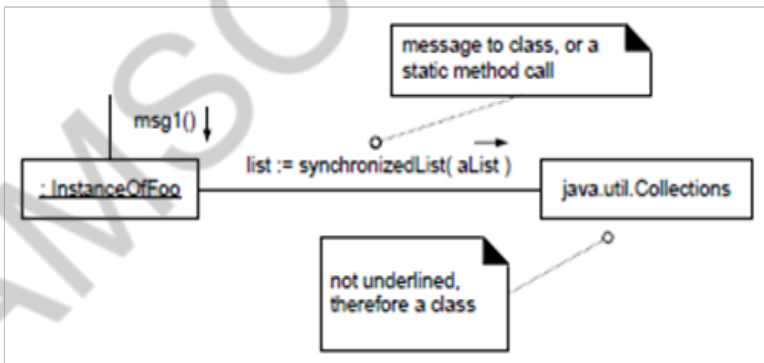 message to class, or a
static method call
msg1()
list := synchronizedList( aList )
: InstanceOfFoo
java.util.Collections
not underlined,
therefore a class